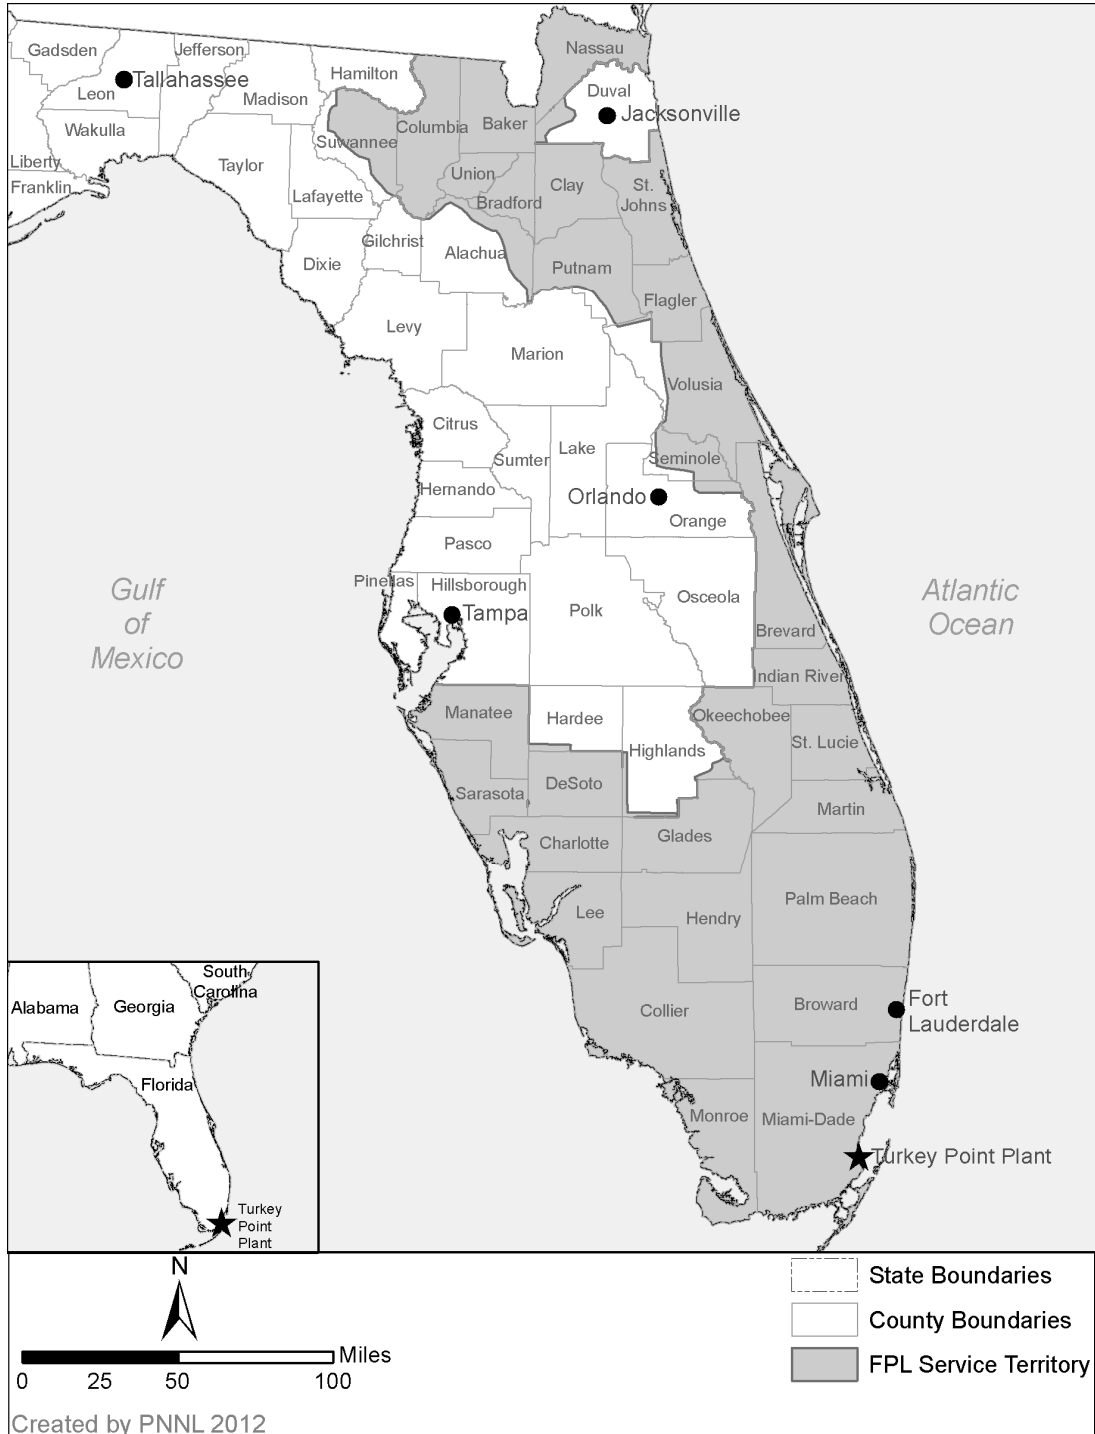 Nassau
Gadsden
Jefferson
Hamilton
Tallahassee
Leon
Madison
Duval
Jacksonville
Wakulla
Columbia
Baker
Suwannee
Liberty
Taylor
Union
Franklin
Lafayette
Bradford
Clay
St.
Johns
Gilchrist
Alachua
Dixie
Putnam
Flagler
Levy
Marion
Volusia
Citrus
Lake
Sumter
Seminole
Hernando
Orlando
Orange
Pasco
Pinellas
Hillsborough
Gulf
of
Mexico
Tampa
Polk
Osceola
Atlantic
Ocean
Brevard
Indian River
Manatee
Hardee
Okeechobee
Highlands
St. Lucie
Sarasota
DeSoto
Martin
Charlotte
Glades
Palm Beach
Lee
Hendry
Collier
Broward
Fort
Lauderdale
Miami
Monroe
Miami-Dade
Turkey Point Plant
South
Carolina
Alabama
Georgia
Florida
Turkey
Point
Plant
N
Miles
0 25 50 100
State Boundaries
County Boundaries
FPL Service Territory
Created by PNNL 2012